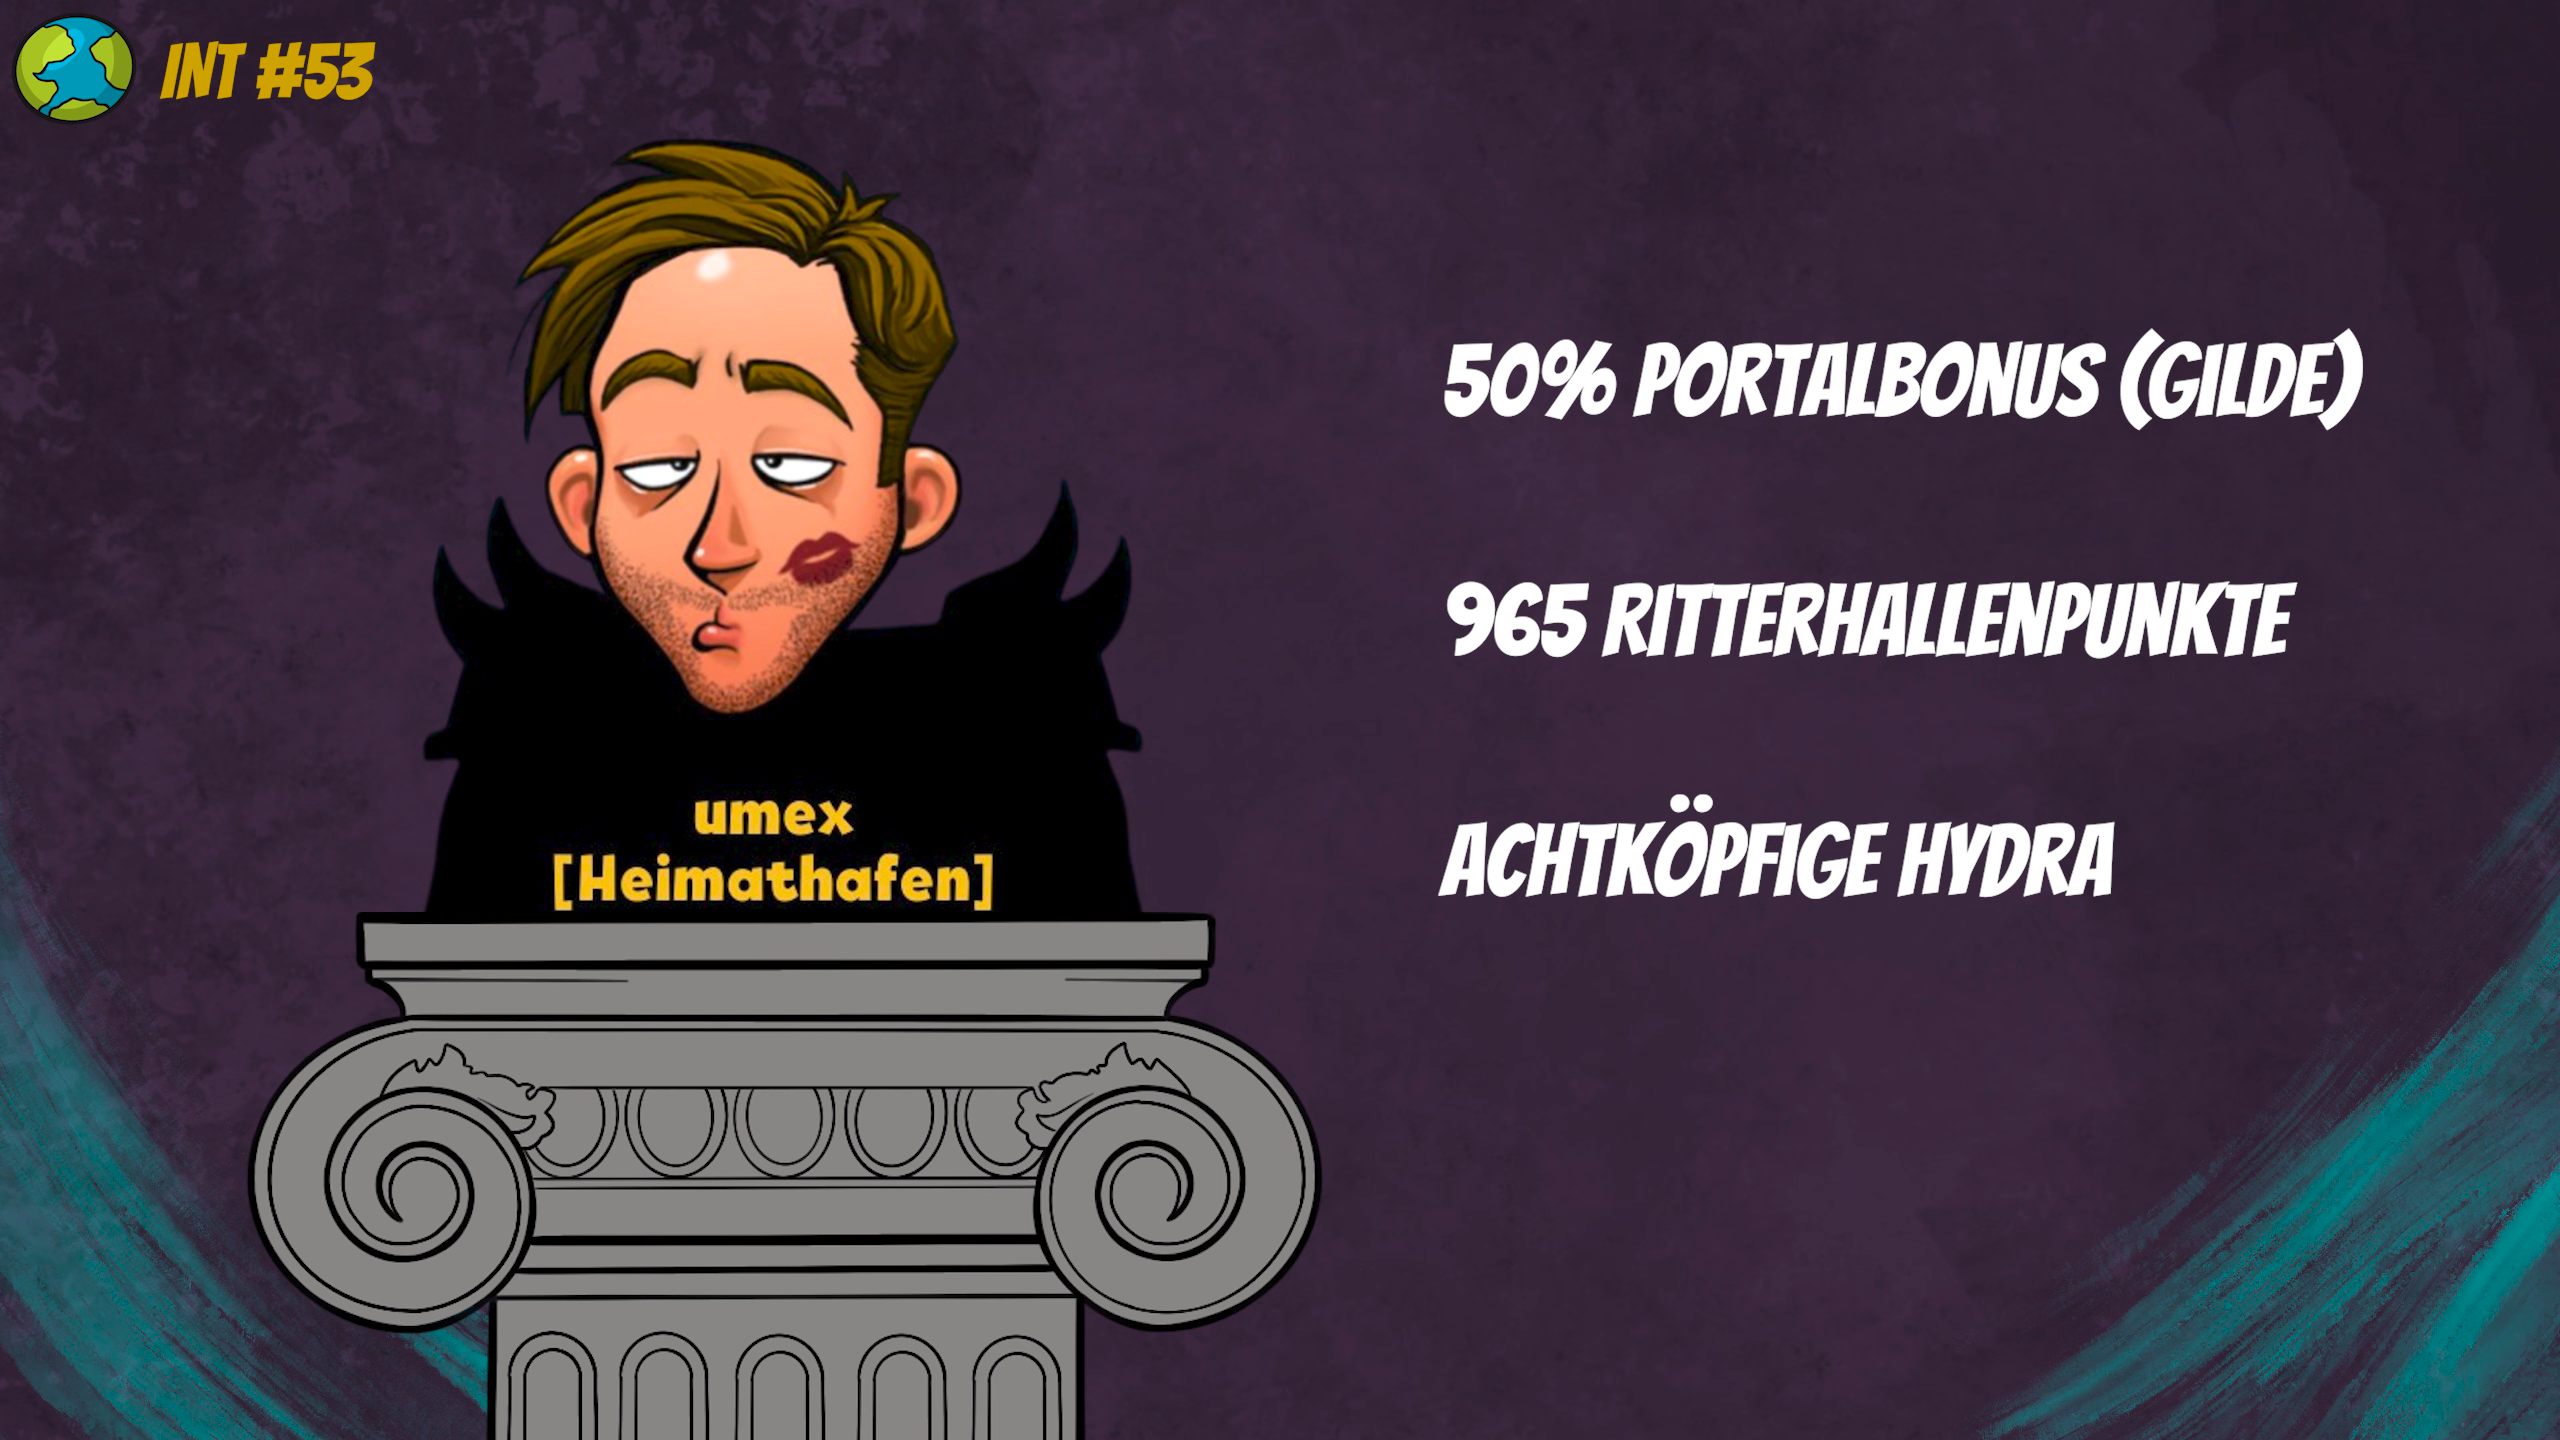 INT #53
50% PORTALBONUS (GILDE)
965 RITTERHALLENPUNKTE
ACHTKÖPFIGE HYDRA
umex
[Heimathafen]